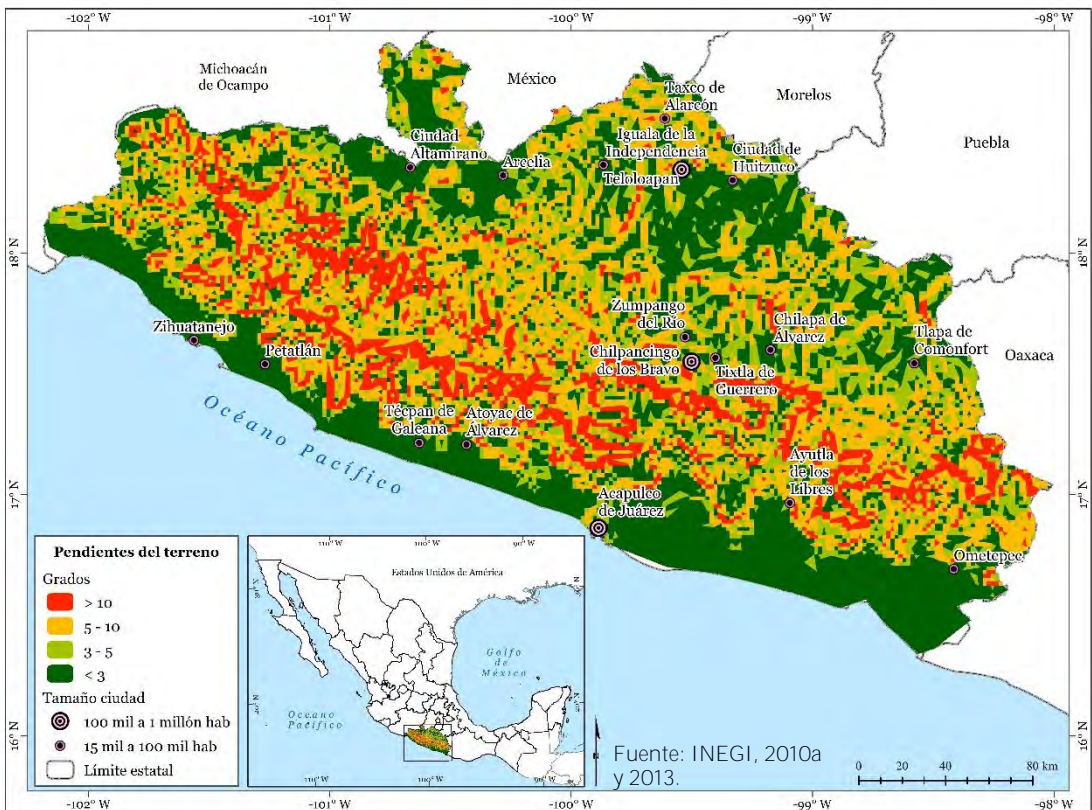 -102° W
-101° W
-100° W
-99° W
-98° W
Michoacán
de Ocampo
México
Morelos
Puebla
Oaxaca
Taxco de
Alarcón
Ciudad
Altamirano
Arcelia
Iguala de la
Independencia
Teloloapan
Ciudad de
Huitzuco
18° N
18° N
Zihuatanejo
Petatlán
Zumpango
del Río
Chilpancingo
de los Bravo
Chilapa de
Álvarez
Tixtla de
Guerrero
Tlapa de
Comonfort
Técpan de
Galeana
Atoyac de
Álvarez
Océano Pacífico
Ayutla
de los
Libres
17° N
17° N
Acapulco
de Juárez
Ometepec
Pendientes del terreno
Grados
> 10
5 - 10
3 - 5
< 3
Tamaño ciudad
100 mil a 1 millón hab
15 mil a 100 mil hab
Límite estatal
Estados Unidos de América
Golfo
de
México
Océano
Pacífico
Fuente: INEGI, 2010a
y 2013.
0 20 40 80 km
16° N
16° N
-102° W
-101° W
-100° W
-99° W
-98° W